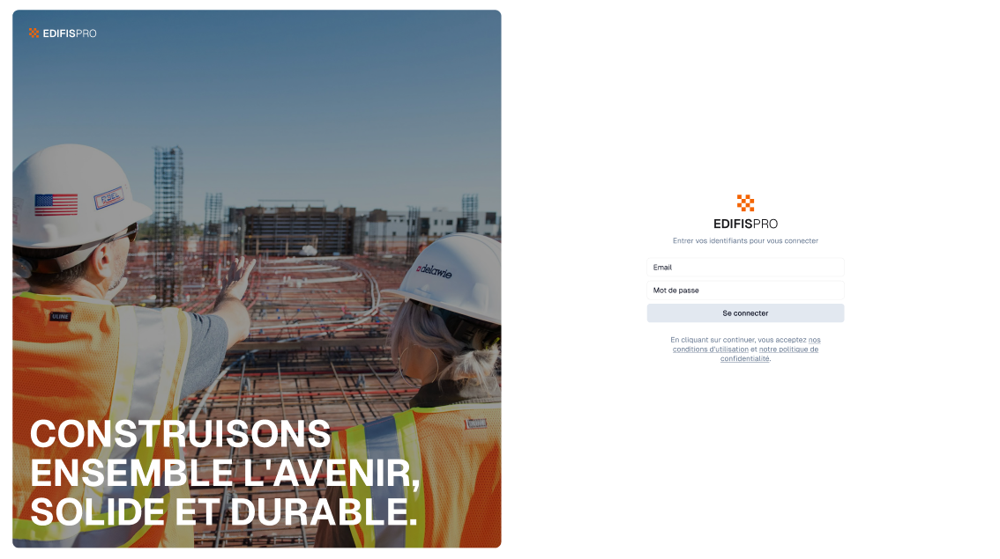 EDIFISPRO
delawie
ULINE
CONSTRUISONS
ENSEMBLE L'AVENIR,
SOLIDE ET DURABLE.
EDIFISPRO
Entrer vos identifiants pour vous connecter
Email
Mot de passe
Se connecter
En cliquant sur continuer, vous acceptez nos
conditions d'utilisation et notre politique de
confidentialité.